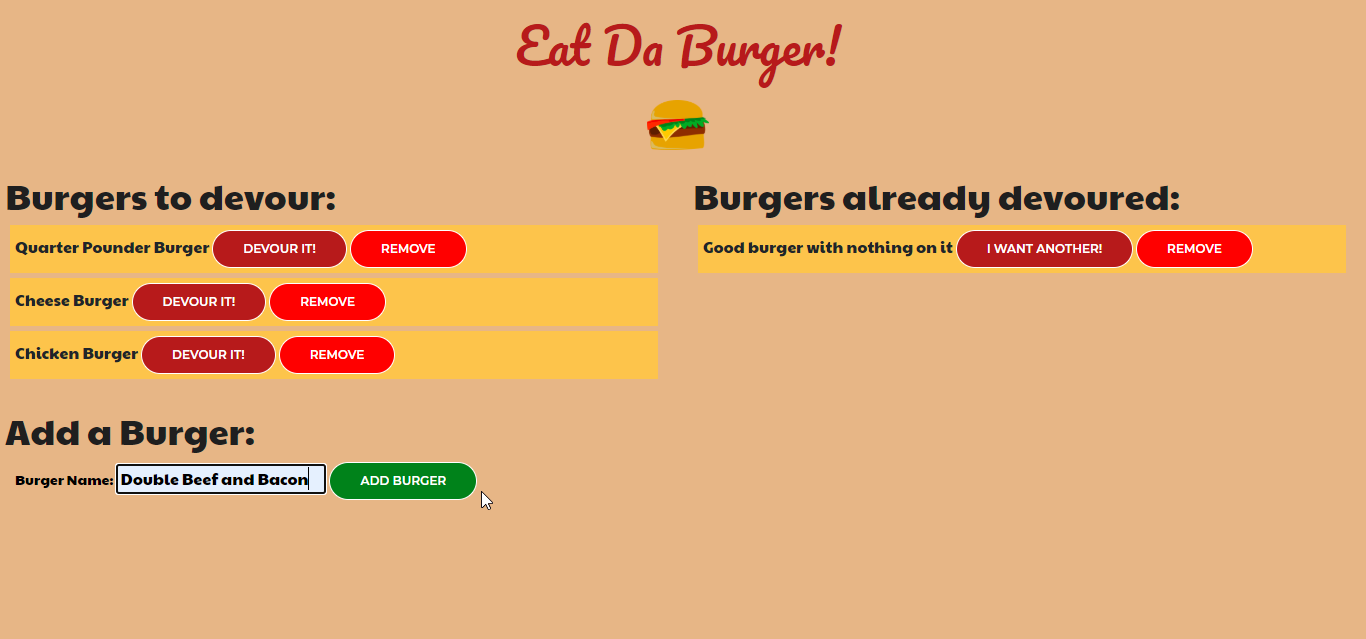 Eat Da Burger!
Burgers to devour:
Quarter Pounder Burger DEVOUR IT! REMOVE
Cheese Burger DEVOUR IT! REMOVE
Chicken Burger DEVOUR IT! REMOVE
Burgers already devoured:
Good burger with nothing on it I WANT ANOTHER! REMOVE
Add a Burger:
Burger Name: Double Beef and Bacon ADD BURGER